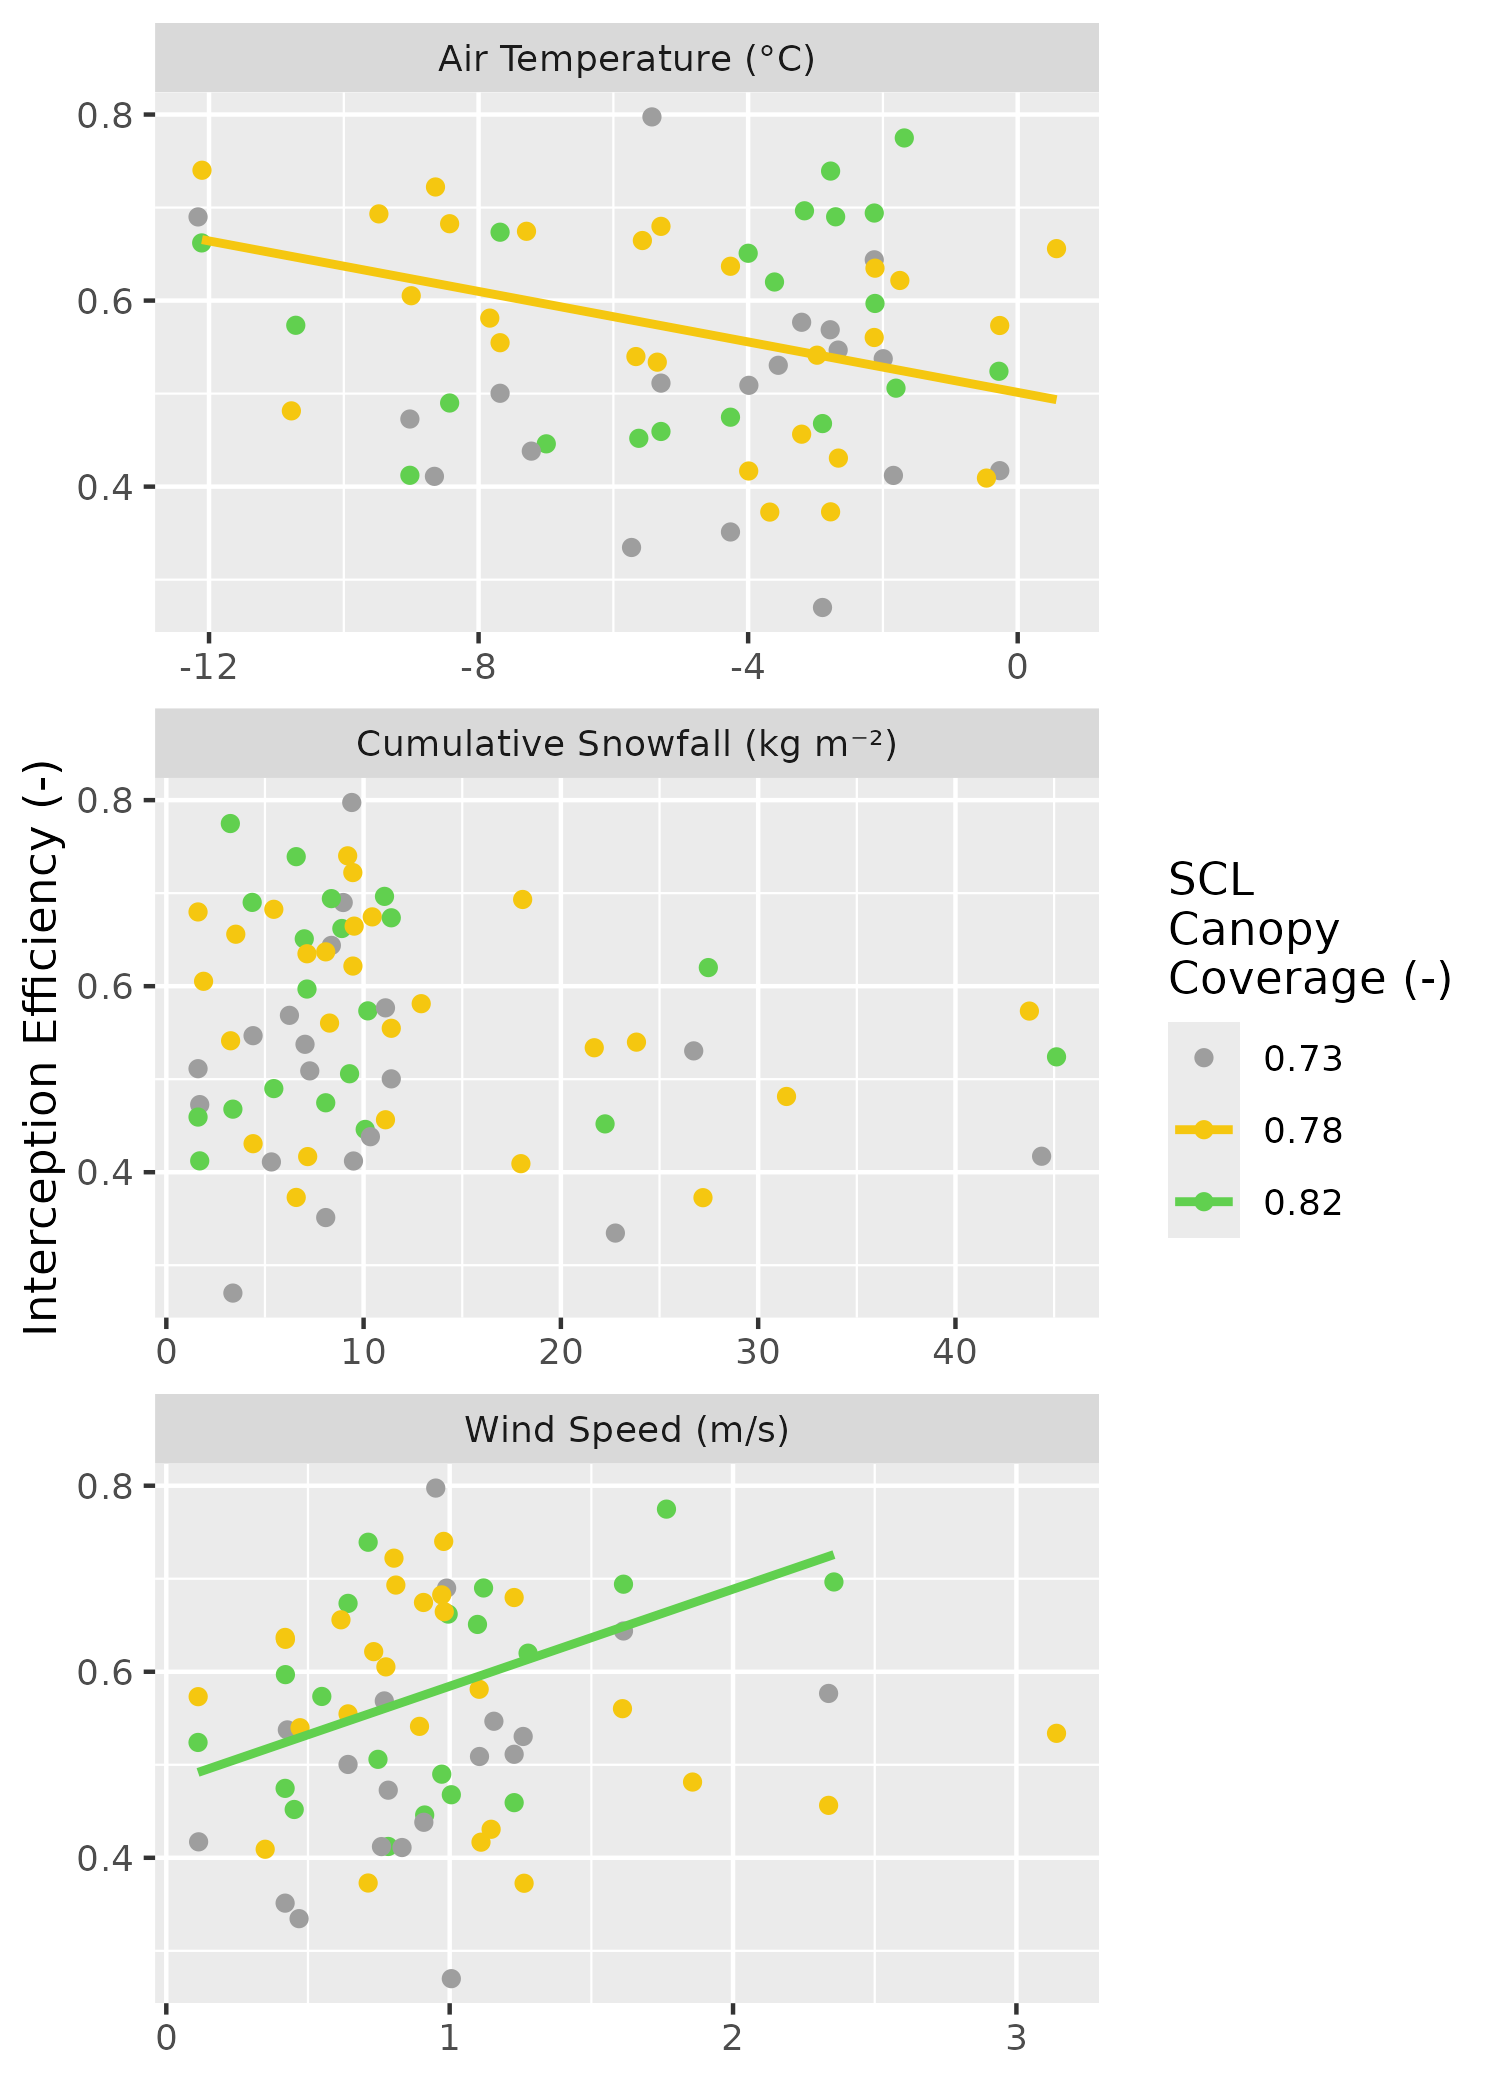 Air Temperature (°C)
0.8
0.6
0.4
-12 -8 -4 0
Cumulative Snowfall (kg m⁻²)
0.8
0.6
0.4
0 10 20 30 40
Wind Speed (m/s)
0.8
0.6
0.4
0 1 2 3
Interception Efficiency (-)
SCL
Canopy
Coverage (-)
0.73
0.78
0.82